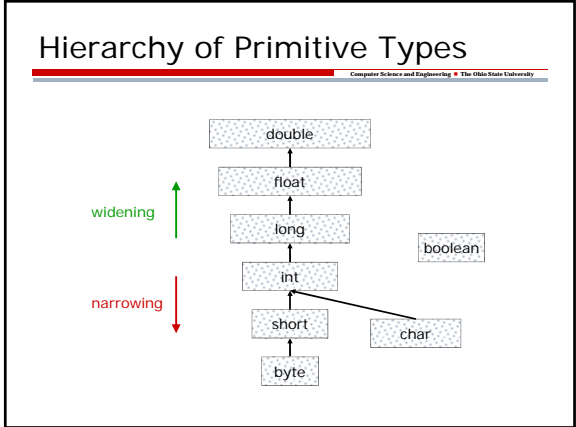 Hierarchy of Primitive Types
Computer Science and Engineering ■ The Ohio State University
double
float
widening
long
boolean
int
narrowing
short
char
byte